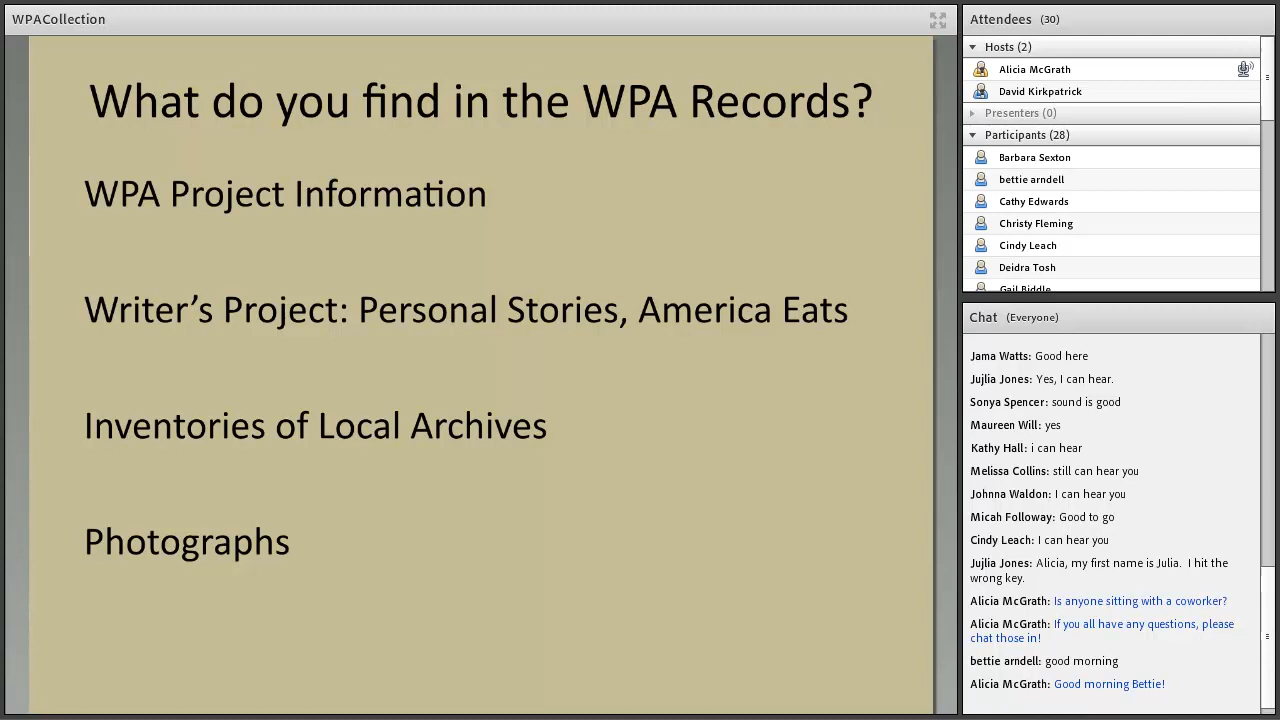 WPACollection
What do you find in the WPA Records?
WPA Project Information
Writer’s Project: Personal Stories, America Eats
Inventories of Local Archives
Photographs
Attendees (30)
Hosts (2)
Alicia McGrath
David Kirkpatrick
Presenters (0)
Participants (28)
Barbara Sexton
bettie arndell
Cathy Edwards
Christy Fleming
Cindy Leach
Deidra Tosh
Gail Biddle
Chat (Everyone)
Jama Watts: Good here
Jujlia Jones: Yes, I can hear.
Sonya Spencer: sound is good
Maureen Will: yes
Kathy Hall: i can hear
Melissa Collins: still can hear you
Johnna Waldon: I can hear you
Micah Followay: Good to go
Cindy Leach: I can hear you
Jujlia Jones: Alicia, my first name is Julia. I hit the
wrong key.
Alicia McGrath: Is anyone sitting with a coworker?
Alicia McGrath: If you all have any questions, please
chat those in!
bettie arndell: good morning
Alicia McGrath: Good morning Bettie!